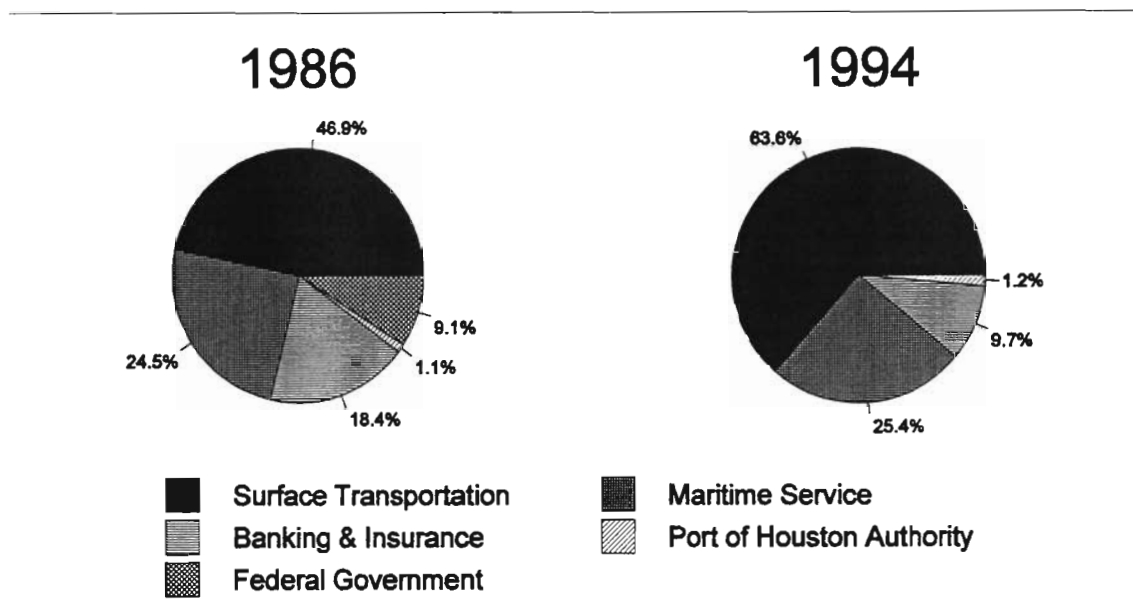 1986
1994
46.9%
63.6%
24.5%
18.4%
1.1%
9.1%
1.2%
9.7%
25.4%
Surface Transportation
Maritime Service
Banking & Insurance
Port of Houston Authority
Federal Government